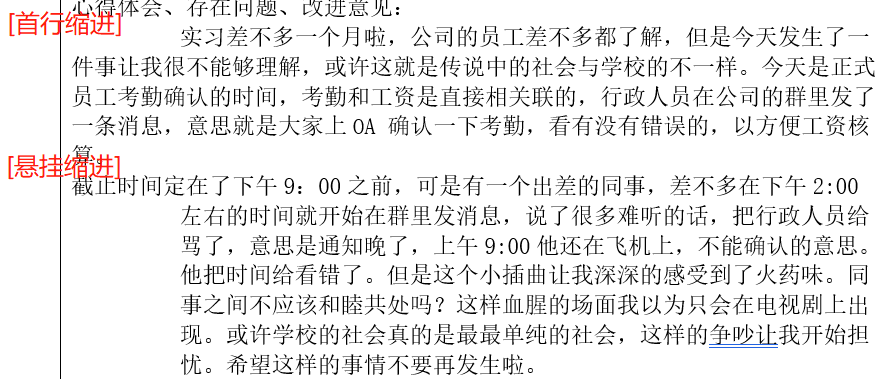 心得体会、存在问题、改进意见：
[首行缩进]
实习差不多一个月啦，公司的员工差不多都了解，但是今天发生了一
件事让我很不能够理解，或许这就是传说中的社会与学校的不一样。今天是正式
员工考勤确认的时间，考勤和工资是直接相关联的，行政人员在公司的群里发了
一条消息，意思就是大家上OA 确认一下考勤，看有没有错误的，以方便工资核
算。
[悬挂缩进]
截止时间定在了下午9：00之前，可是有一个出差的同事，差不多在下午2:00
左右的时间就开始在群里发消息，说了很多难听的话，把行政人员给
骂了，意思是通知晚了，上午9:00他还在飞机上，不能确认的意思。
他把时间给看错了。但是这个小插曲让我深深的感受到了火药味。同
事之间不应该和睦共处吗？这样血腥的场面我以为只会在电视剧上出
现。或许学校的社会真的是最最单纯的社会，这样的争吵让我开始担
忧。希望这样的事情不要再发生啦。